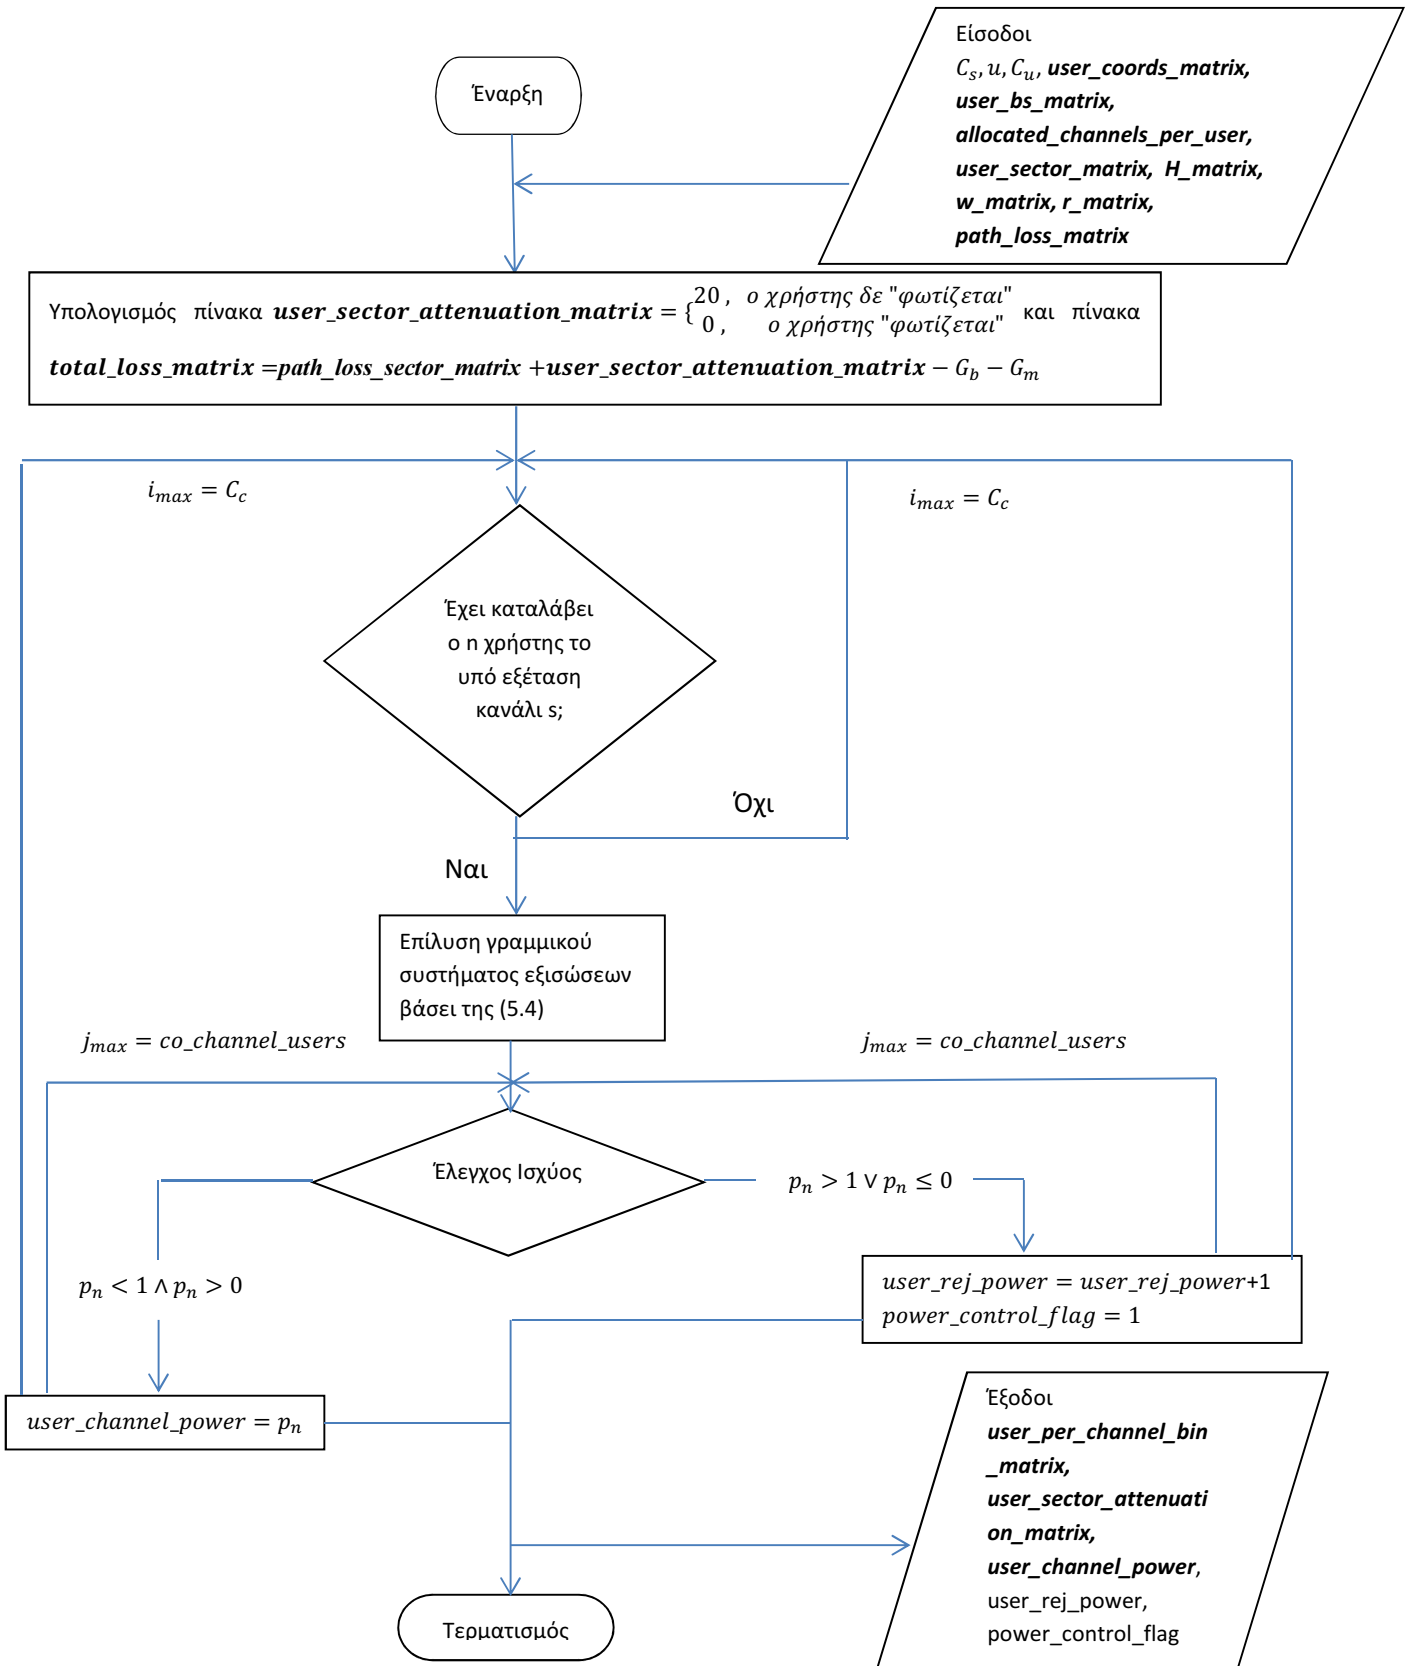 Είσοδοι
C_s, u, C_u, user_coords_matrix,
user_bs_matrix,
allocated_channels_per_user,
user_sector_matrix, H_matrix,
w_matrix, r_matrix,
path_loss_matrix
Έναρξη
Υπολογισμός πίνακα user_sector_attenuation_matrix = {20 , ο χρήστης δε "φωτίζεται" 0 , ο χρήστης "φωτίζεται" και πίνακα
total_loss_matrix =path_loss_sector_matrix +user_sector_attenuation_matrix − G_b − G_m
i_max = C_c
i_max = C_c
Έχει καταλάβει
ο n χρήστης το
υπό εξέταση
κανάλι s;
Όχι
Ναι
Επίλυση γραμμικού
συστήματος εξισώσεων
βάσει της (5.4)
j_max = co_channel_users
j_max = co_channel_users
Έλεγχος Ισχύος
p_n > 1 ∨ p_n ≤ 0
p_n < 1 ∧ p_n > 0
user_rej_power = user_rej_power+1
power_control_flag = 1
user_channel_power = p_n
Έξοδοι
user_per_channel_bin
_matrix,
user_sector_attenuati
on_matrix,
user_channel_power,
user_rej_power,
power_control_flag
Τερματισμός